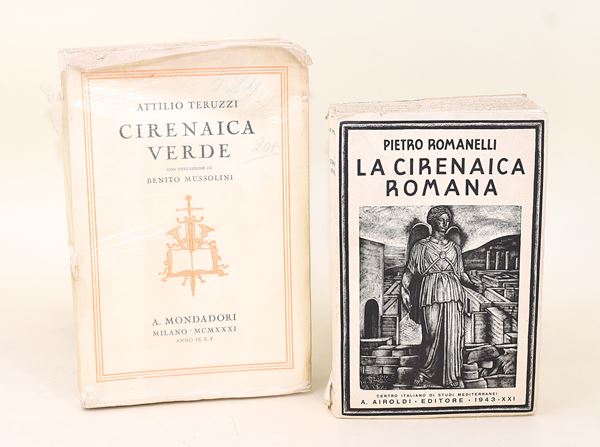 ATTILIO TERUZZI
CIRENAICA
VERDE
CON PREFAZIONE DI
BENITO MUSSOLINI
A. MONDADORI
MILANO · MCMXXXI
ANNO IX E. F.
PIETRO ROMANELLI
LA CIRENAICA
ROMANA
CENTRO ITALIANO DI STUDI MEDITERRANEI
A. AIROLDI · EDITORE · 1943-XXI